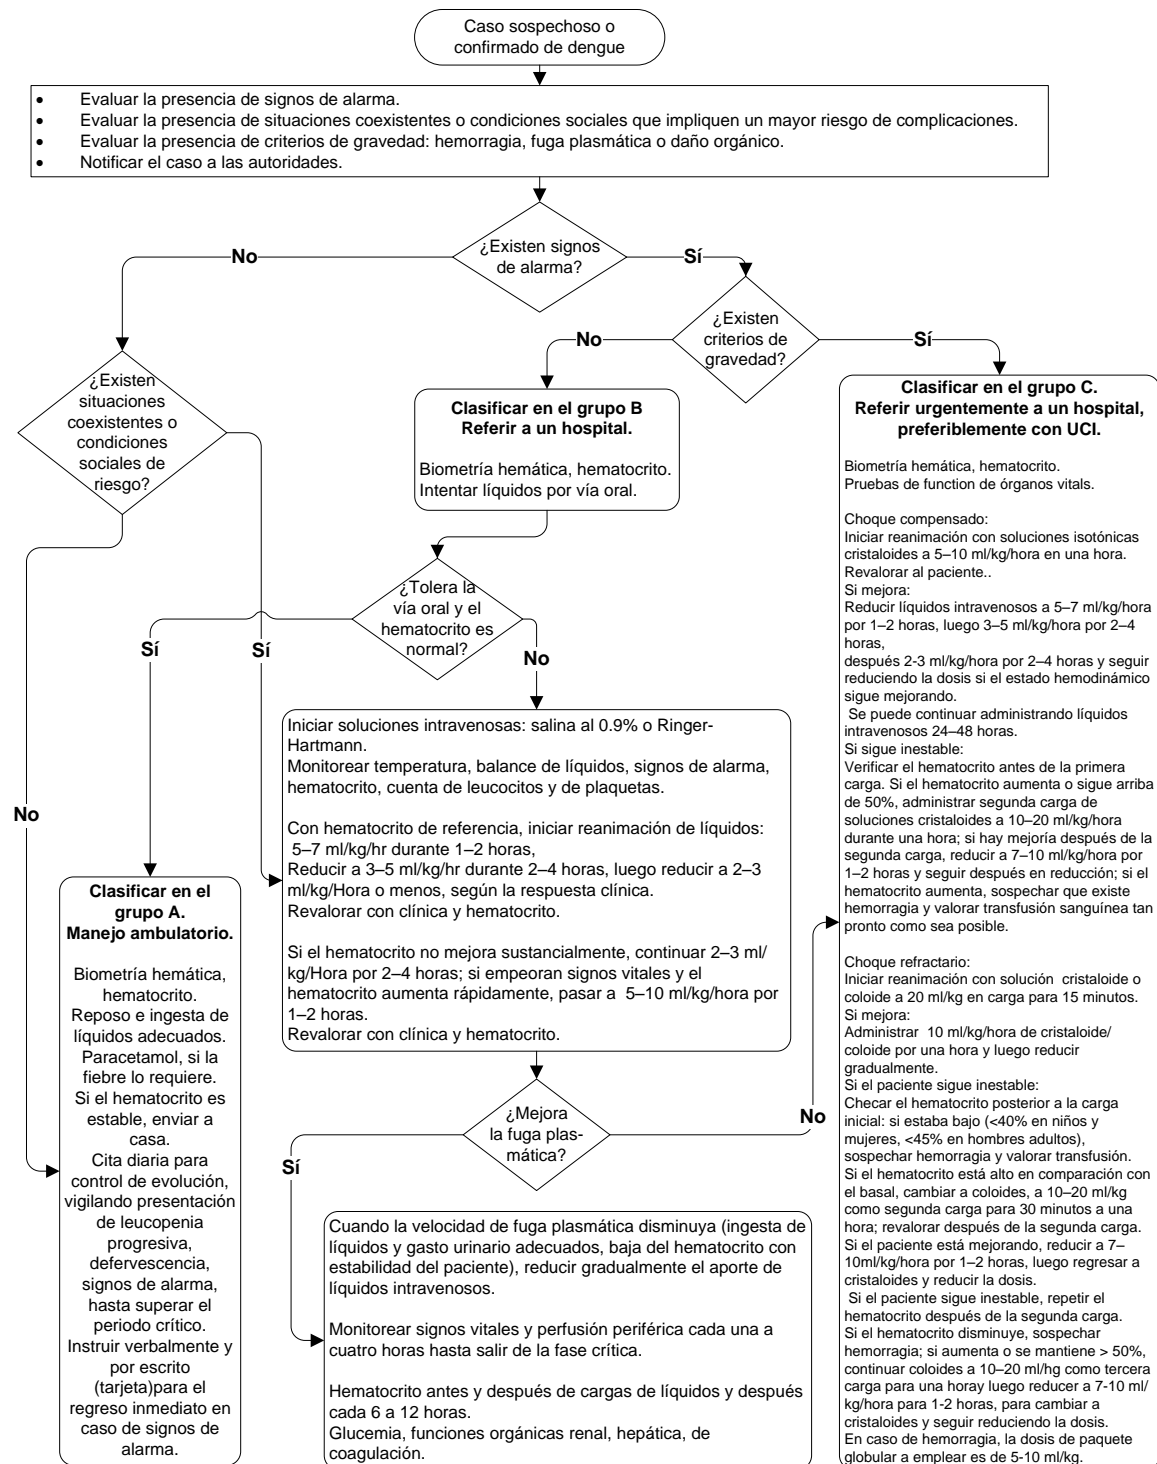 Caso sospechoso o
confirmado de dengue
• Evaluar la presencia de signos de alarma.
• Evaluar la presencia de situaciones coexistentes o condiciones sociales que impliquen un mayor riesgo de complicaciones.
• Evaluar la presencia de criterios de gravedad: hemorragia, fuga plasmática o daño orgánico.
• Notificar el caso a las autoridades.
¿Existen signos
de alarma?
No
Sí
¿Existen
criterios de
gravedad?
No
Sí
¿Existen
situaciones
coexistentes o
condiciones
sociales de
riesgo?
Clasificar en el grupo B
Referir a un hospital.
Biometría hemática, hematocrito.
Intentar líquidos por vía oral.
¿Tolera la
vía oral y el
hematocrito es
normal?
Sí
Sí
No
No
Iniciar soluciones intravenosas: salina al 0.9% o Ringer-
Hartmann.
Monitorear temperatura, balance de líquidos, signos de alarma,
hematocrito, cuenta de leucocitos y de plaquetas.
Con hematocrito de referencia, iniciar reanimación de líquidos:
5–7 ml/kg/hr durante 1–2 horas,
Reducir a 3–5 ml/kg/hr durante 2–4 horas, luego reducir a 2–3
ml/kg/Hora o menos, según la respuesta clínica.
Revalorar con clínica y hematocrito.
Si el hematocrito no mejora sustancialmente, continuar 2–3 ml/
kg/Hora por 2–4 horas; si empeoran signos vitales y el
hematocrito aumenta rápidamente, pasar a 5–10 ml/kg/hora por
1–2 horas.
Revalorar con clínica y hematocrito.
Clasificar en el
grupo A.
Manejo ambulatorio.
Biometría hemática,
hematocrito.
Reposo e ingesta de
líquidos adecuados.
Paracetamol, si la
fiebre lo requiere.
Si el hematocrito es
estable, enviar a
casa.
Cita diaria para
control de evolución,
vigilando presentación
de leucopenia
progresiva,
defervescencia,
signos de alarma,
hasta superar el
periodo crítico.
Instruir verbalmente y
por escrito
(tarjeta)para el
regreso inmediato en
caso de signos de
alarma.
¿Mejora
la fuga plas-
mática?
Sí
No
Cuando la velocidad de fuga plasmática disminuya (ingesta de
líquidos y gasto urinario adecuados, baja del hematocrito con
estabilidad del paciente), reducir gradualmente el aporte de
líquidos intravenosos.
Monitorear signos vitales y perfusión periférica cada una a
cuatro horas hasta salir de la fase crítica.
Hematocrito antes y después de cargas de líquidos y después
cada 6 a 12 horas.
Glucemia, funciones orgánicas renal, hepática, de
coagulación.
Clasificar en el grupo C.
Referir urgentemente a un hospital,
preferiblemente con UCI.
Biometría hemática, hematocrito.
Pruebas de function de órganos vitals.
Choque compensado:
Iniciar reanimación con soluciones isotónicas
cristaloides a 5–10 ml/kg/hora en una hora.
Revalorar al paciente..
Si mejora:
Reducir líquidos intravenosos a 5–7 ml/kg/hora
por 1–2 horas, luego 3–5 ml/kg/hora por 2–4
horas,
después 2-3 ml/kg/hora por 2–4 horas y seguir
reduciendo la dosis si el estado hemodinámico
sigue mejorando.
Se puede continuar administrando líquidos
intravenosos 24–48 horas.
Si sigue inestable:
Verificar el hematocrito antes de la primera
carga. Si el hematocrito aumenta o sigue arriba
de 50%, administrar segunda carga de
soluciones cristaloides a 10–20 ml/kg/hora
durante una hora; si hay mejoría después de la
segunda carga, reducir a 7–10 ml/kg/hora por
1–2 horas y seguir después en reducción; si el
hematocrito aumenta, sospechar que existe
hemorragia y valorar transfusión sanguínea tan
pronto como sea posible.
Choque refractario:
Iniciar reanimación con solución cristaloide o
coloide a 20 ml/kg en carga para 15 minutos.
Si mejora:
Administrar 10 ml/kg/hora de cristaloide/
coloide por una hora y luego reducir
gradualmente.
Si el paciente sigue inestable:
Checar el hematocrito posterior a la carga
inicial: si estaba bajo (<40% en niños y
mujeres, <45% en hombres adultos),
sospechar hemorragia y valorar transfusión.
Si el hematocrito está alto en comparación con
el basal, cambiar a coloides, a 10–20 ml/kg
como segunda carga para 30 minutos a una
hora; revalorar después de la segunda carga.
Si el paciente está mejorando, reducir a 7–
10ml/kg/hora por 1–2 horas, luego regresar a
cristaloides y reducir la dosis.
Si el paciente sigue inestable, repetir el
hematocrito después de la segunda carga.
Si el hematocrito disminuye, sospechar
hemorragia; si aumenta o se mantiene > 50%,
continuar coloides a 10–20 ml/hg como tercera
carga para una horay luego reducer a 7-10 ml/
kg/hora para 1-2 horas, para cambiar a
cristaloides y seguir reduciendo la dosis.
En caso de hemorragia, la dosis de paquete
globular a emplear es de 5-10 ml/kg.